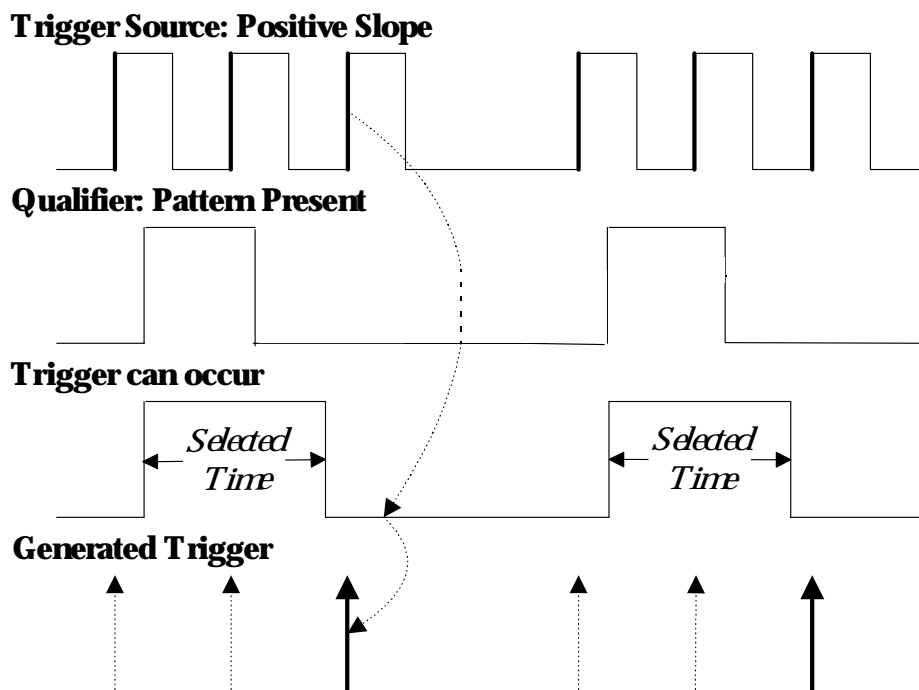 Trigger Source: Positive Slope
Qualifier: Pattern Present
Trigger can occur
Selected
Time
Selected
Time
Generated Trigger